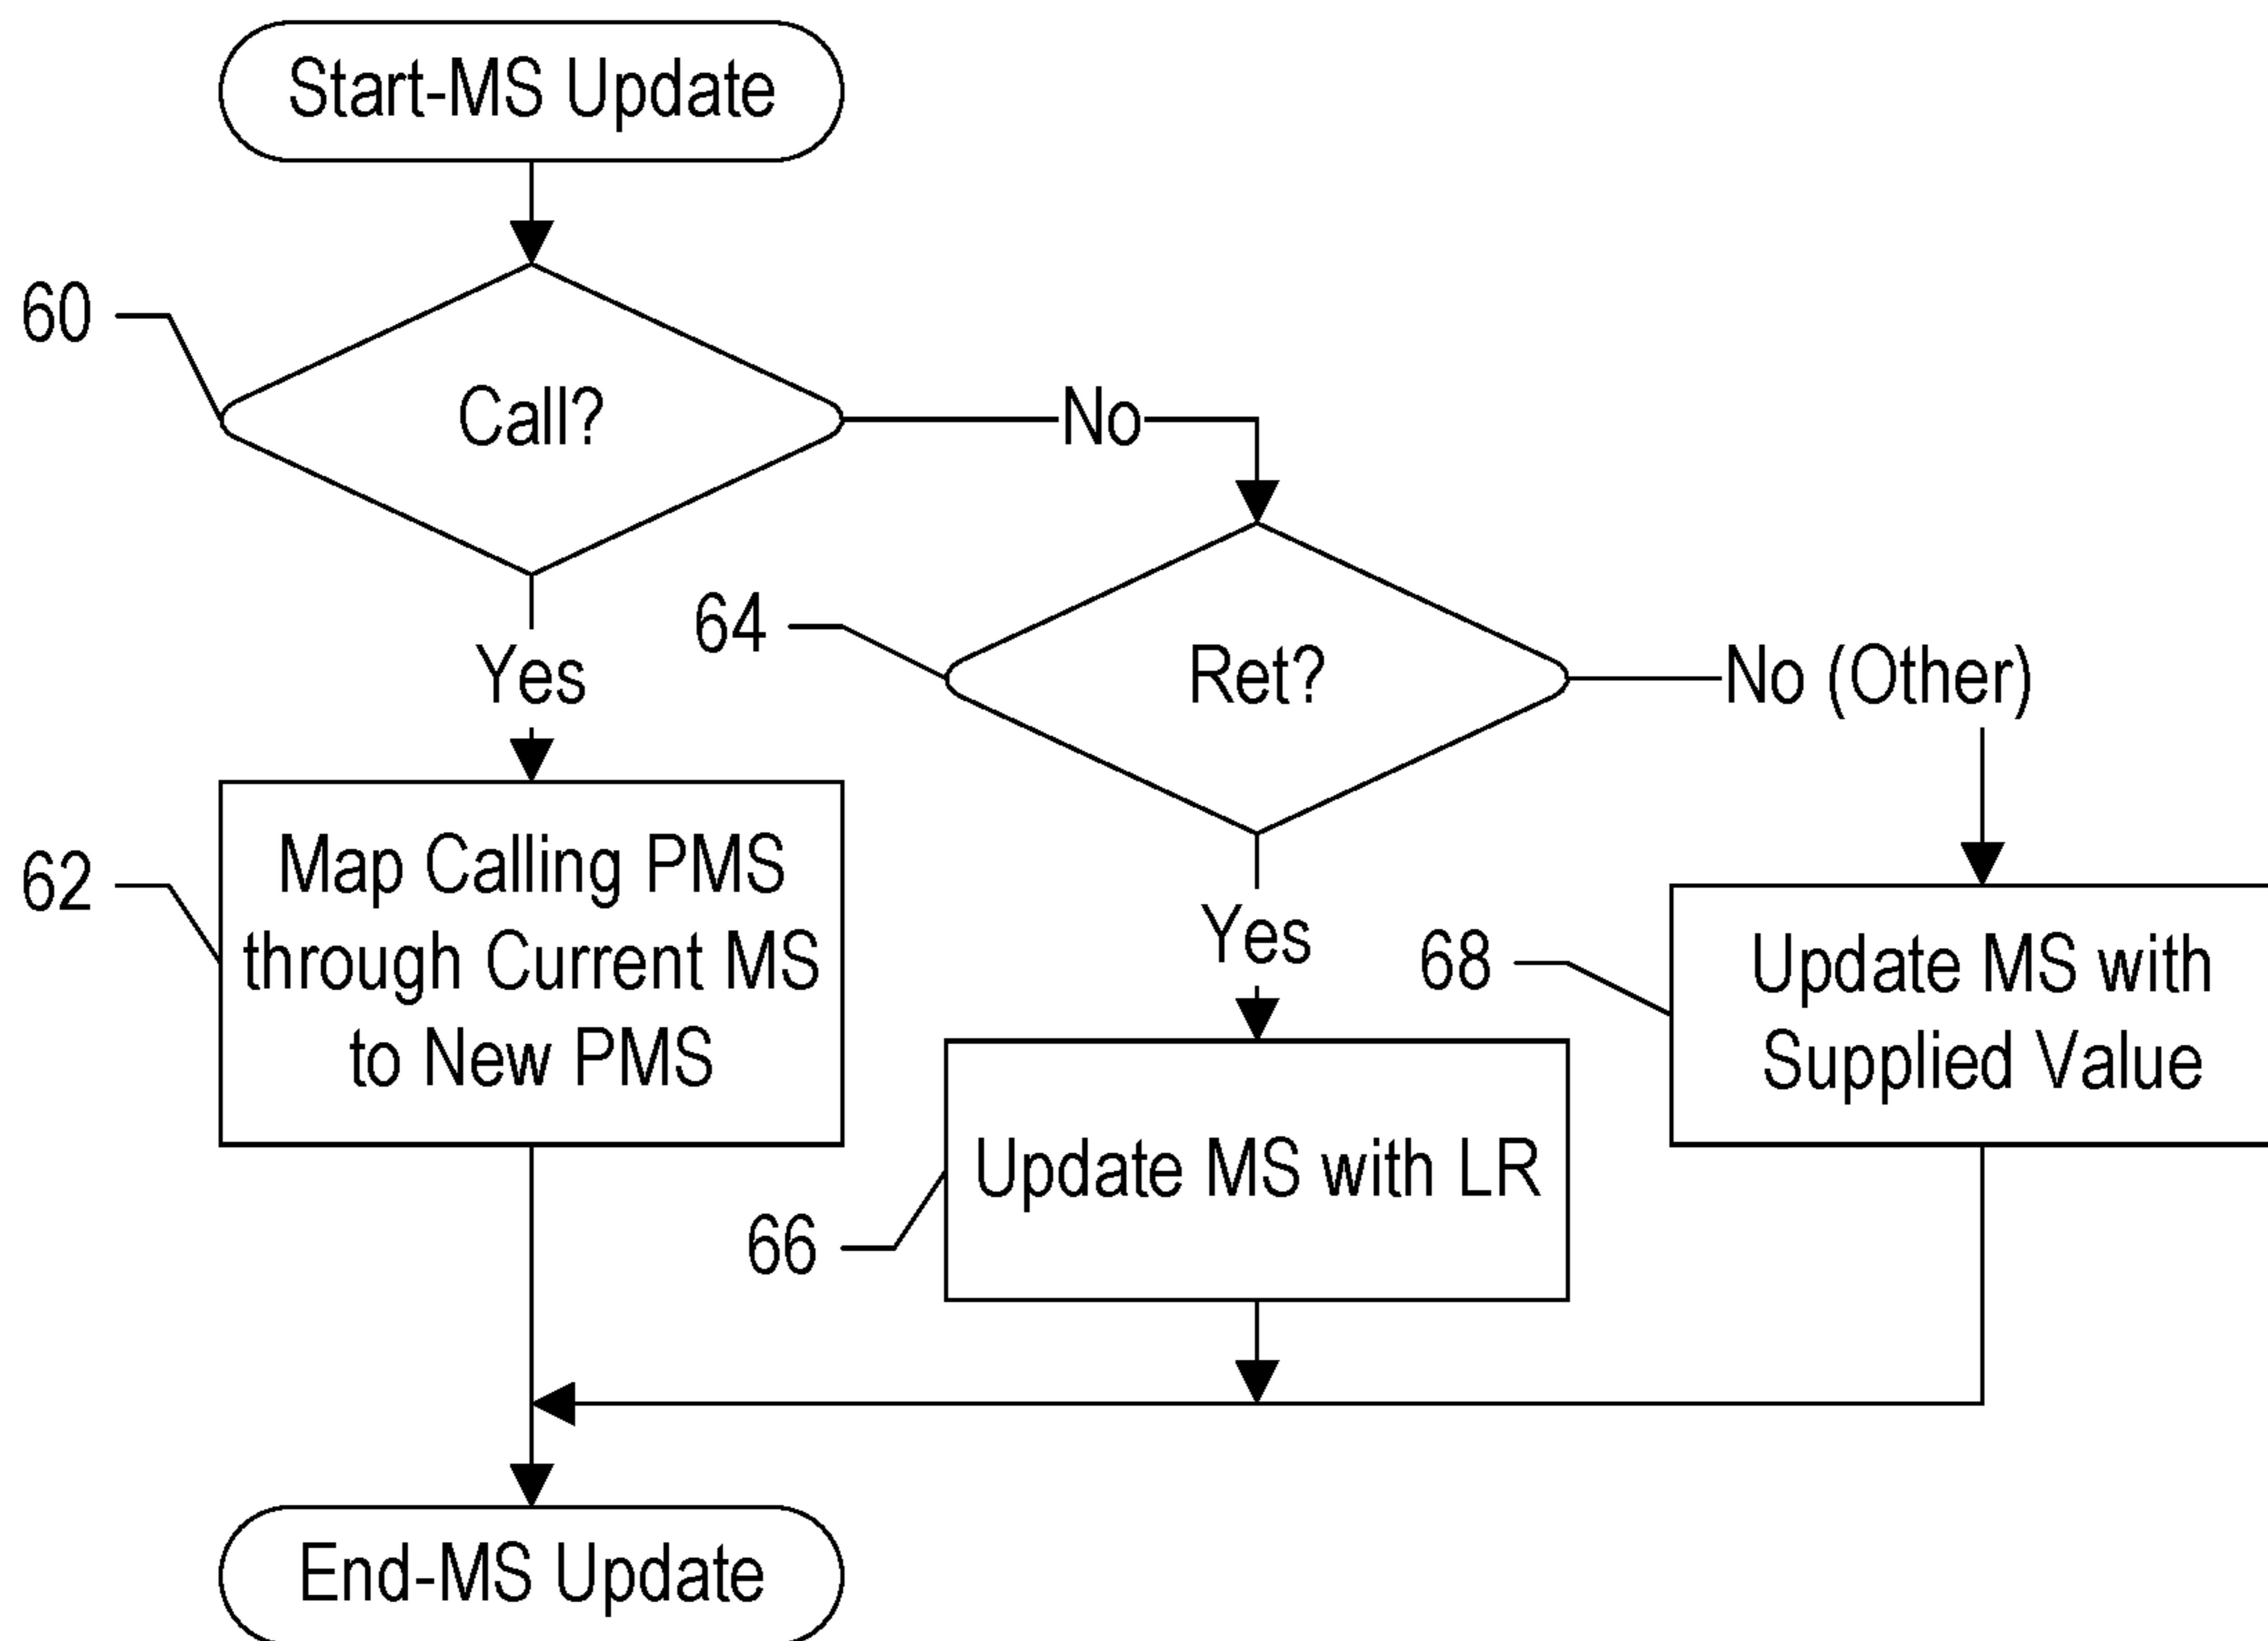 Start-MS Update
60
Call?
No
Yes
64
Ret?
No (Other)
62
Map Calling PMS
through Current MS
to New PMS
Yes
68
Update MS with
Supplied Value
66
Update MS with LR
End-MS Update